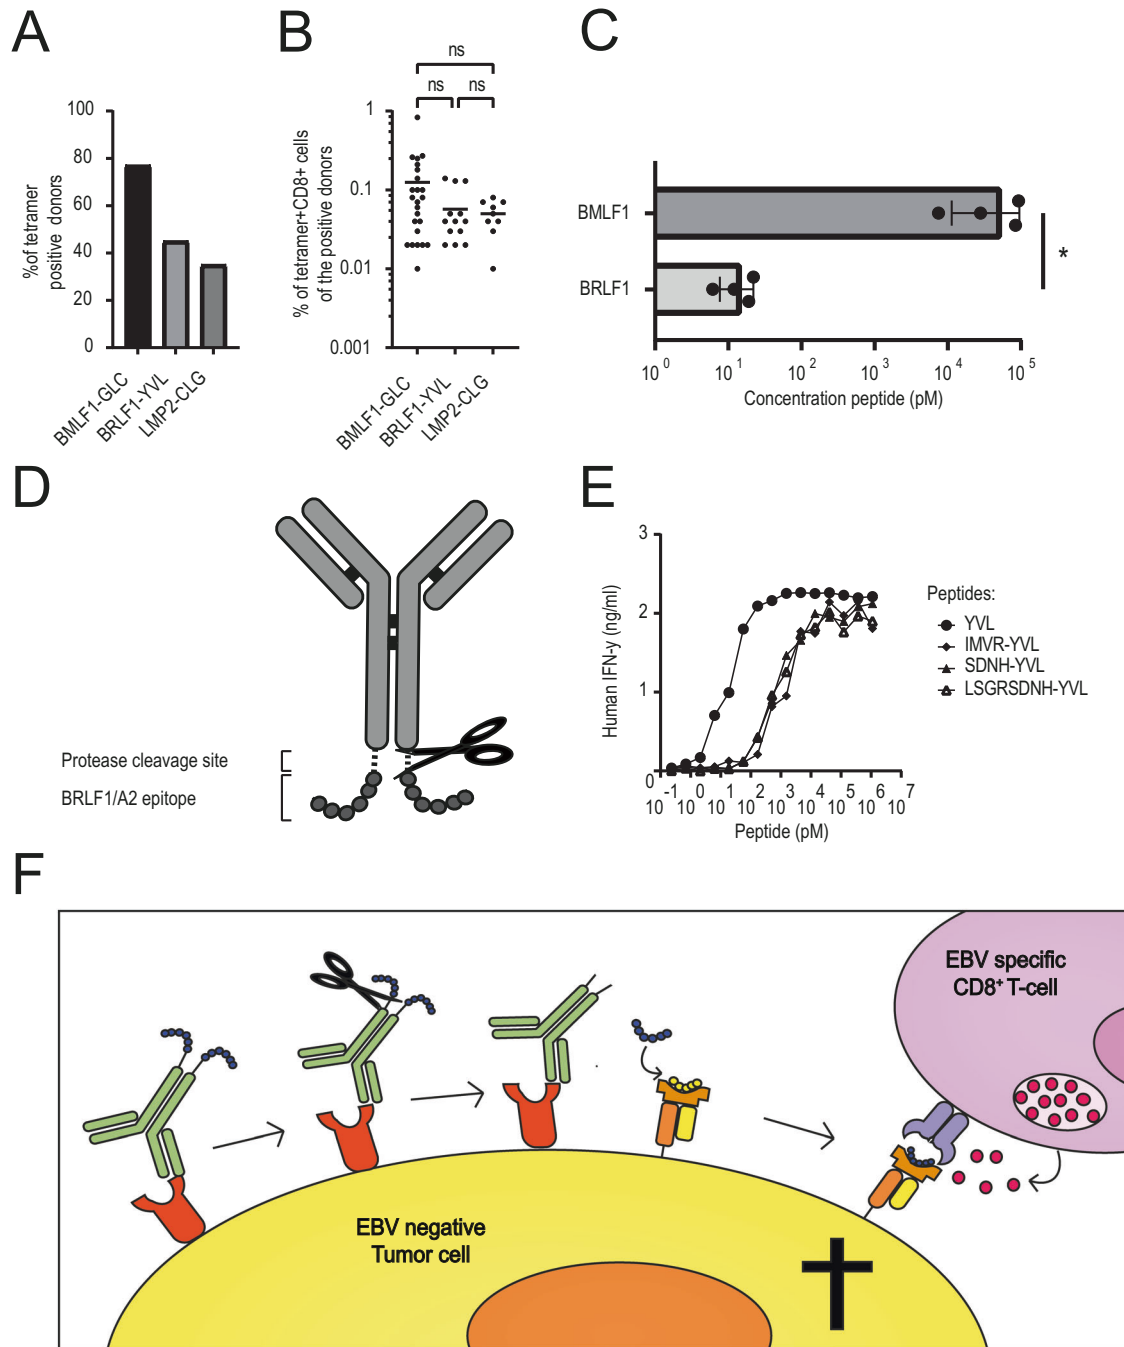 A
B
C
100
80
60
40
20
0
%of tetramer
positive donors
BMLF1-GLC
BRLF1-YVL
LMP2-CLG
ns
ns
ns
1
0.1
0.01
0.001
% of tetramer+CD8+ cells
of the positive donors
BMLF1-GLC
BRLF1-YVL
LMP2-CLG
BMLF1
BRLF1
*
10^0 10^1 10^2 10^3 10^4 10^5
Concentration peptide (pM)
D
E
Protease cleavage site
BRLF1/A2 epitope
3
2
1
0
Human IFN-y (ng/ml)
10^-1 10^0 10^1 10^2 10^3 10^4 10^5 10^6 10^7
Peptide (pM)
Peptides:
YVL
IMVR-YVL
SDNH-YVL
LSGRSDNH-YVL
F
EBV specific
CD8+ T-cell
EBV negative
Tumor cell